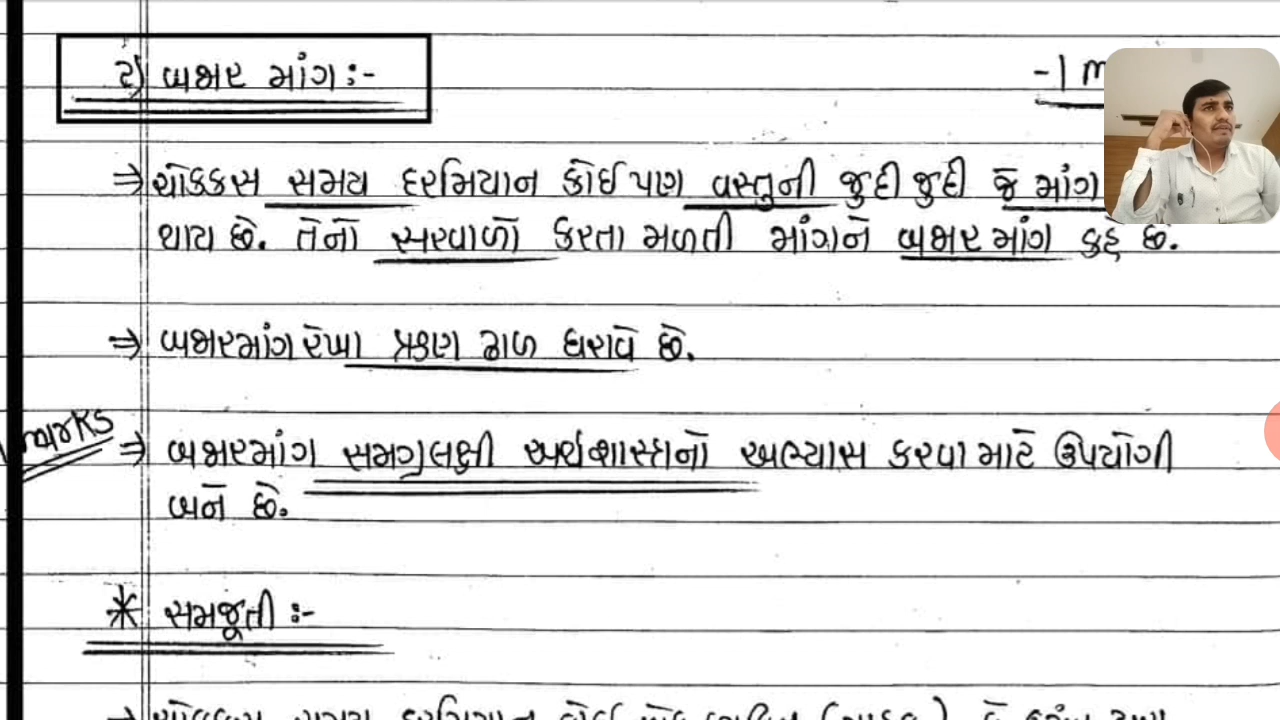 ૨) બજાર માંગ :- -1 m
⇒ ચોક્કસ સમય દરમિયાન કોઈ પણ વસ્તુની જુદી જુદી જે માંગ
થાય છે. તેનો સરવાળો કરતા મળતી માંગને બજાર માંગ કહે છે.
⇒ બજારમાંગ રેખા ઋણ ઢાળ ધરાવે છે.
marks ⇒ બજારમાંગ સમગ્રલક્ષી અર્થશાસ્ત્રનો અભ્યાસ કરવા માટે ઉપયોગી
બને છે.
* સમજૂતી :-